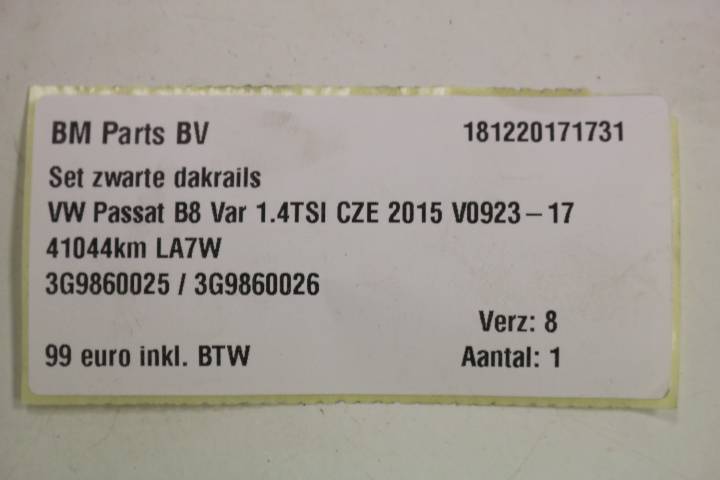 BM Parts BV 181220171731
Set zwarte dakrails
VW Passat B8 Var 1.4TSI CZE 2015 V0923-17
41044km LA7W
3G9860025 / 3G9860026
Verz: 8
99 euro inkl. BTW Aantal: 1